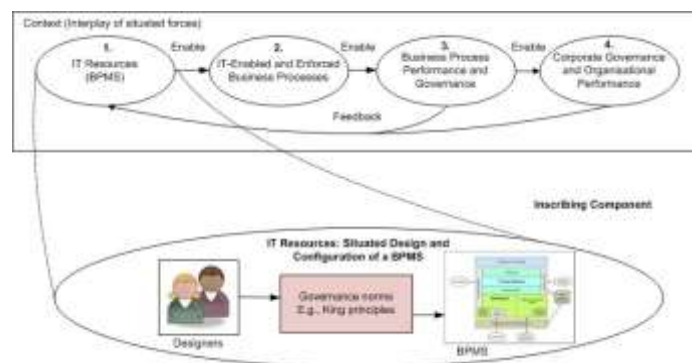 Context (Interplay of situated forces)
1.
IT Resources
(BPMS)
Enable
2.
IT-Enabled and Enforced
Business Processes
Enable
3.
Business Process
Performance and
Governance
Enable
4.
Corporate Governance
and Organisational
Performance
Feedback
Inscribing Component
IT Resources: Situated Design and
Configuration of a BPMS
Governance norms
E.g., King principles
Designers
BPMS